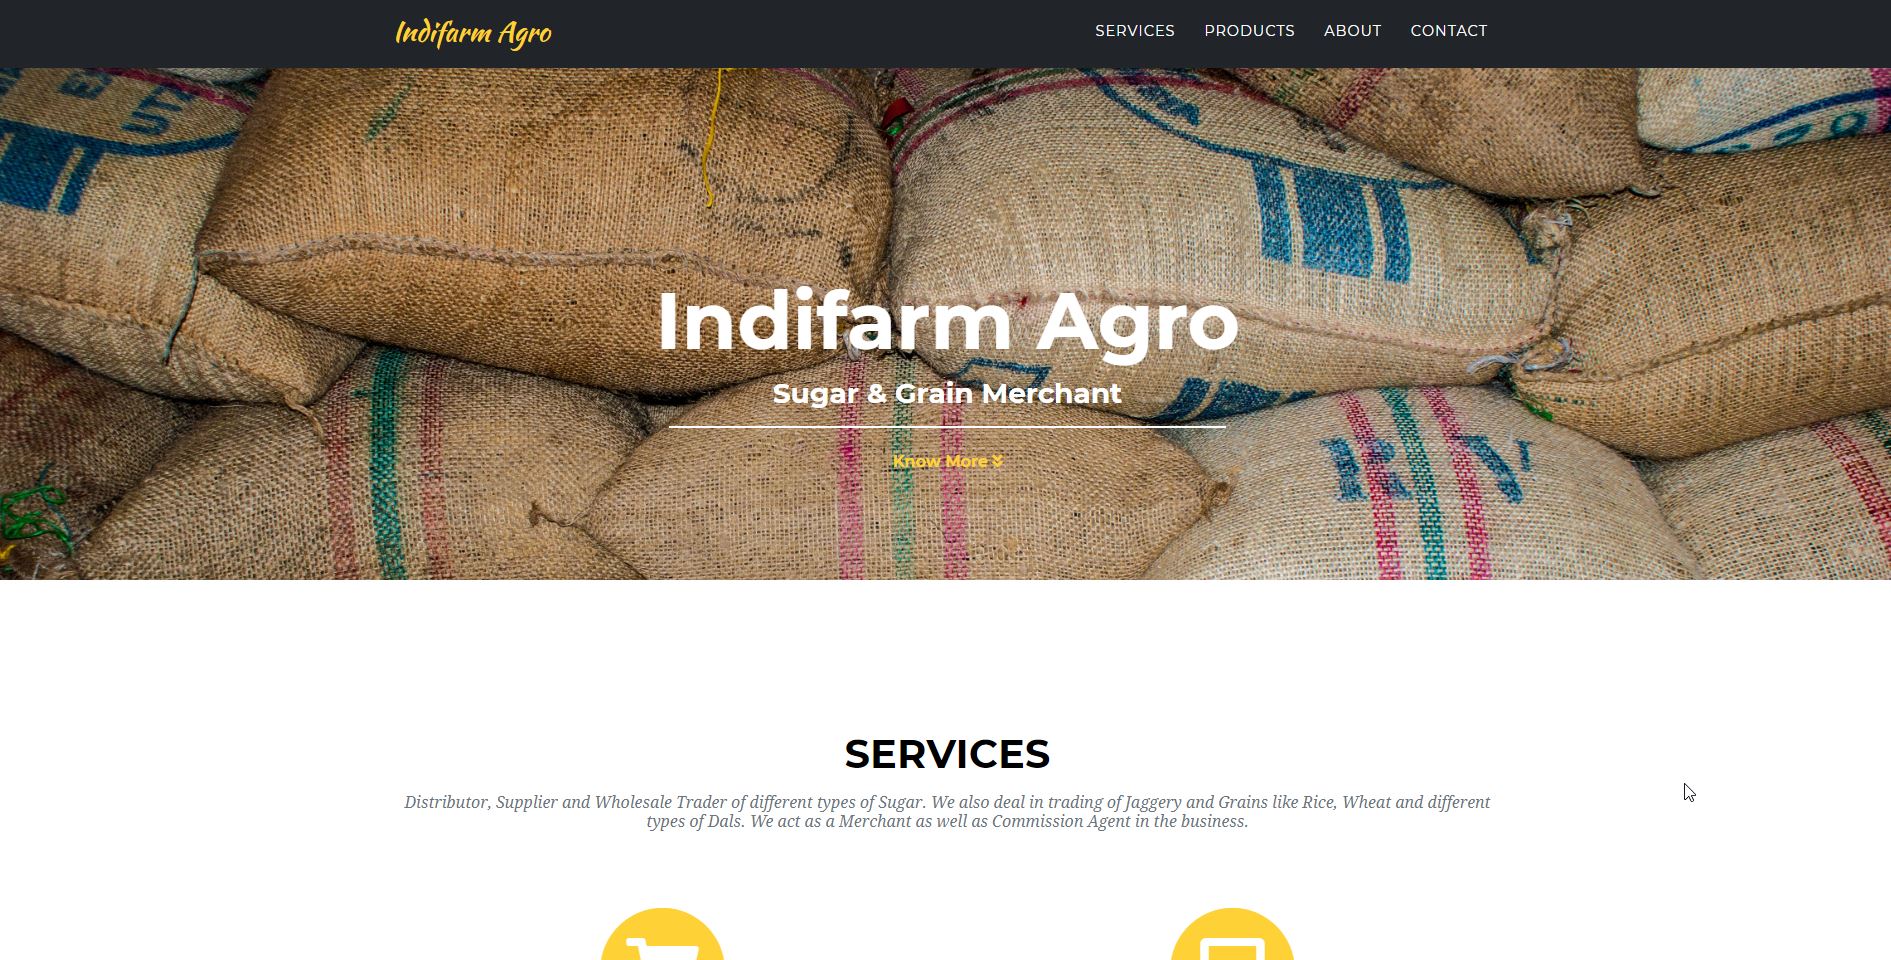 Indifarm Agro
SERVICES PRODUCTS ABOUT CONTACT
Indifarm Agro
Sugar & Grain Merchant
Know More
SERVICES
Distributor, Supplier and Wholesale Trader of different types of Sugar. We also deal in trading of Jaggery and Grains like Rice, Wheat and different
types of Dals. We act as a Merchant as well as Commission Agent in the business.